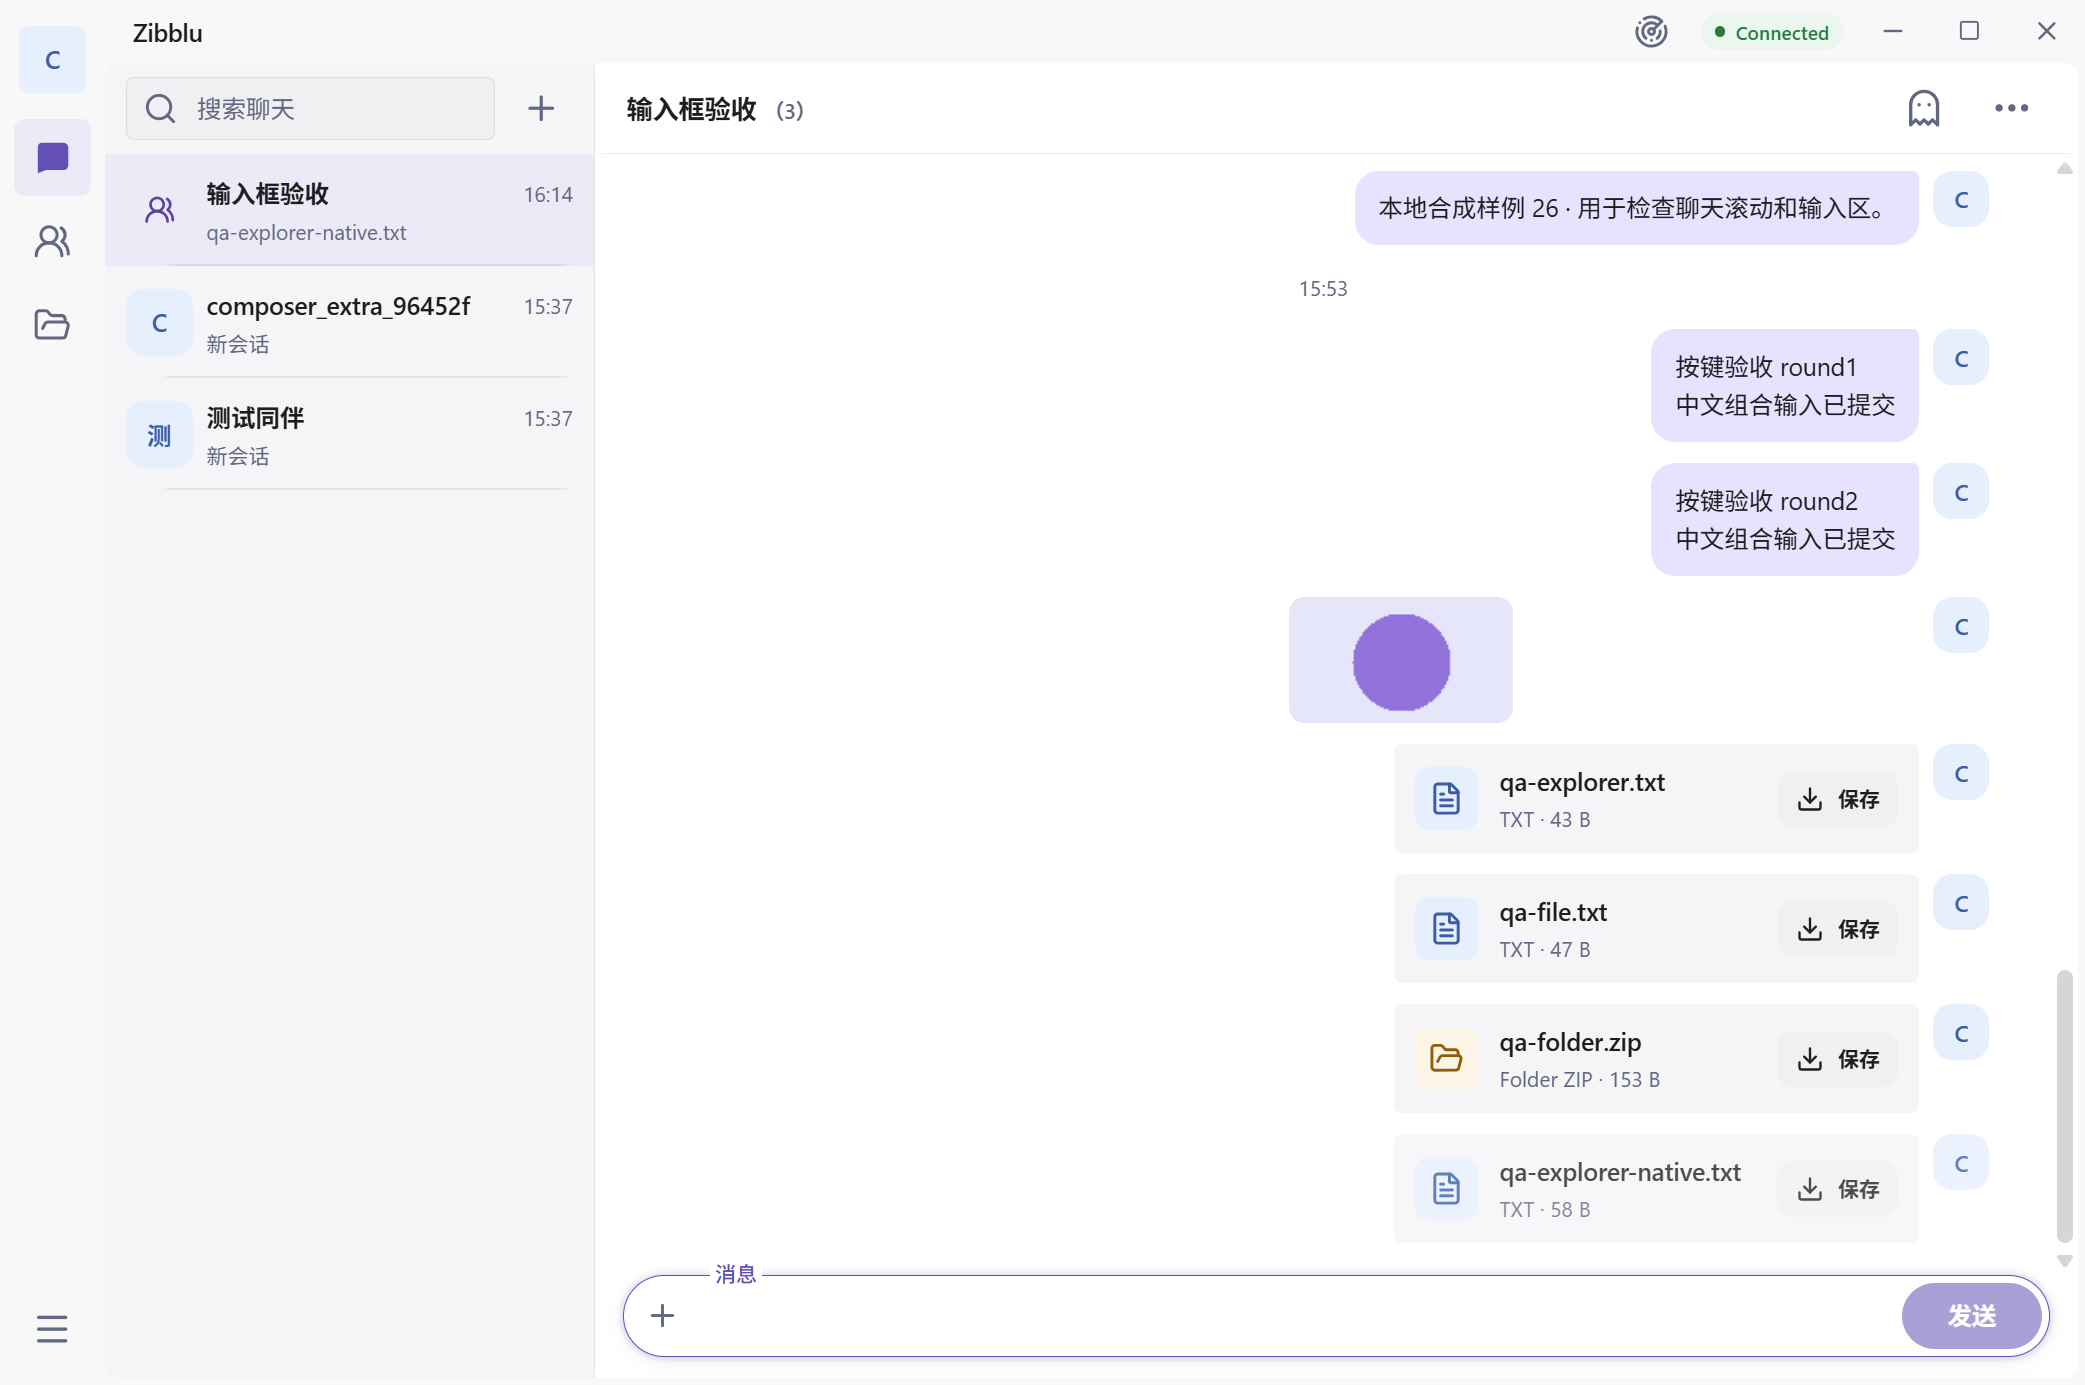 C
Zibblu
Connected
搜索聊天
输入框验收
16:14
qa-explorer-native.txt
C
composer_extra_96452f
15:37
新会话
测
测试同伴
15:37
新会话
输入框验收 (3)
本地合成样例 26 · 用于检查聊天滚动和输入区。
C
15:53
按键验收 round1
中文组合输入已提交
C
按键验收 round2
中文组合输入已提交
C
C
qa-explorer.txt
TXT · 43 B
保存
C
qa-file.txt
TXT · 47 B
保存
C
qa-folder.zip
Folder ZIP · 153 B
保存
C
qa-explorer-native.txt
TXT · 58 B
保存
C
消息
发送